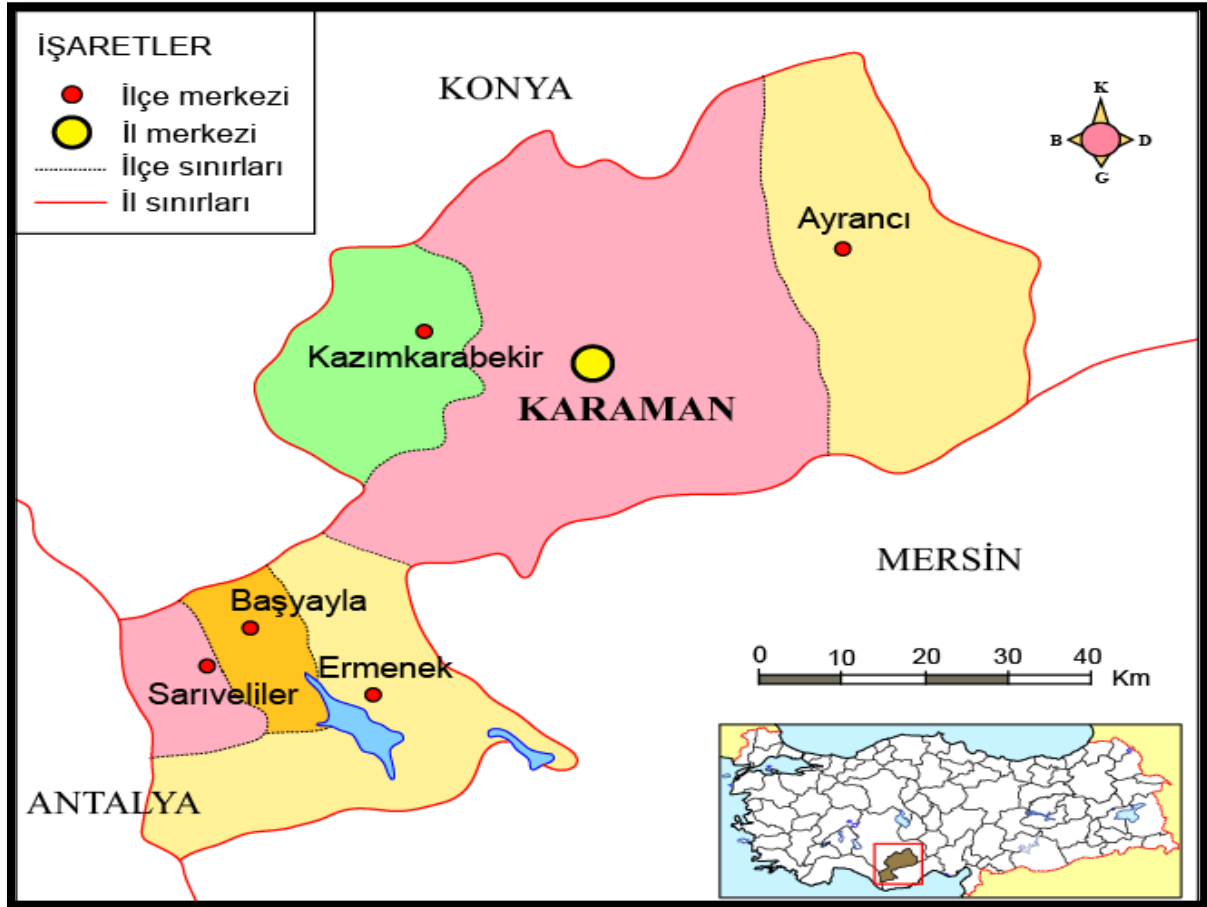 İŞARETLER
İlçe merkezi
İl merkezi
İlçe sınırları
İl sınırları
KONYA
K
B
D
G
Ayrancı
Kazımkarabekir
KARAMAN
MERSİN
Başyayla
Ermenek
Sarıveliler
0 10 20 30 40
Km
ANTALYA